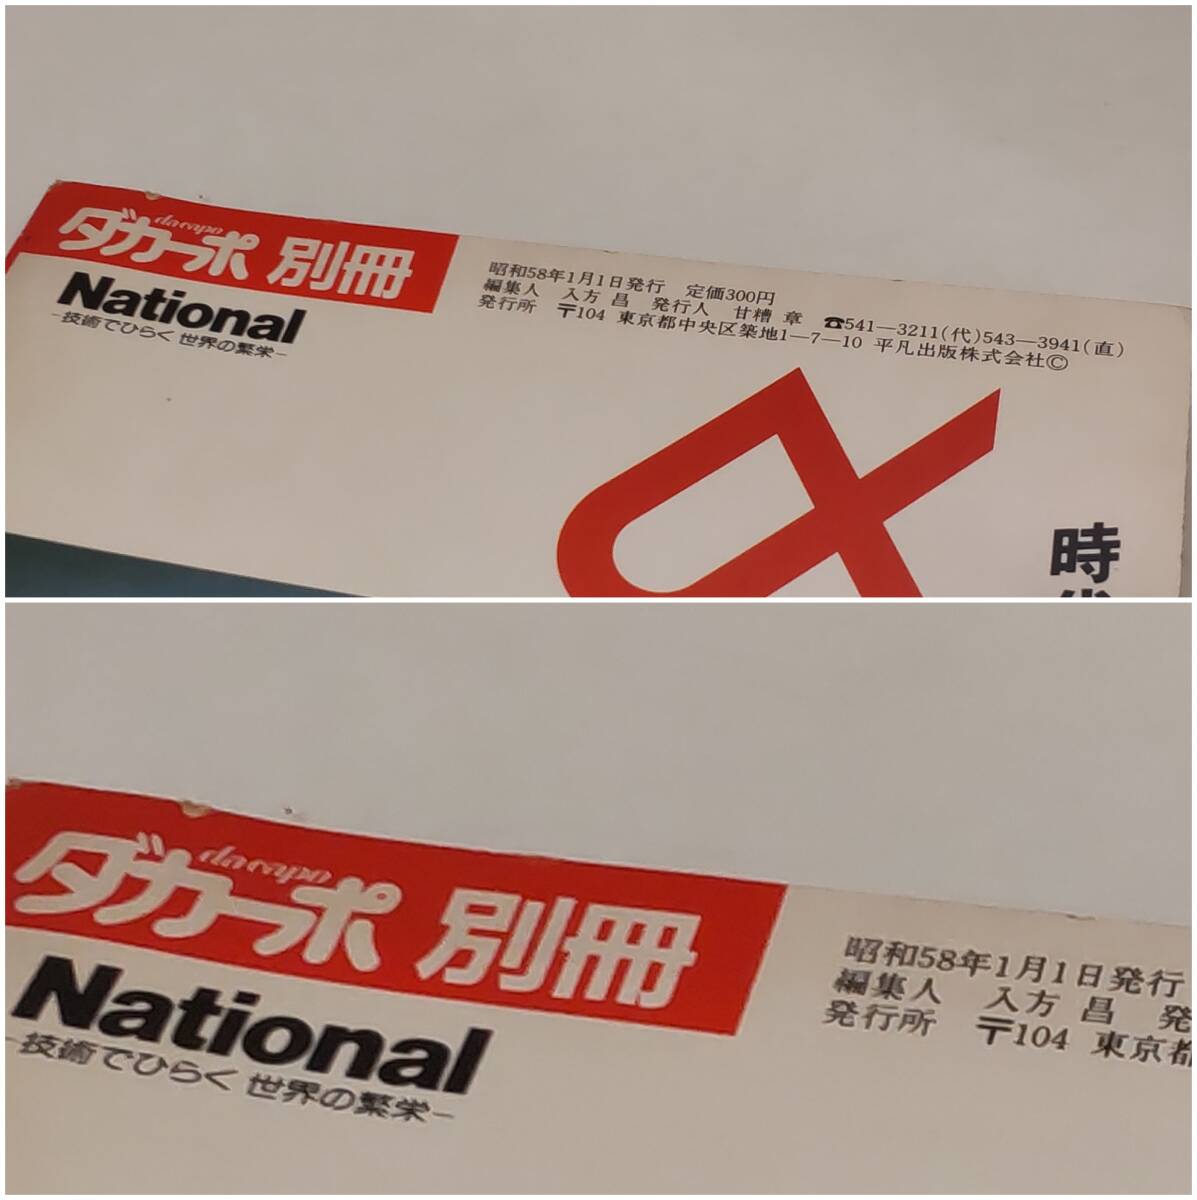 dacapo
ダカーポ 別冊
National
-技術でひらく 世界の繁栄-
昭和58年1月1日発行 定価300円
編集人 入方 昌 発行人 甘糟 章 ☎541—3211(代)543—3941(直)
発行所 〒104 東京都中央区築地1—7—10 平凡出版株式会社©
α
時
dacapo
ダカーポ 別冊
National
-技術でひらく 世界の繁栄-
昭和58年1月1日発行
編集人 入方 昌 発
発行所 〒104 東京都